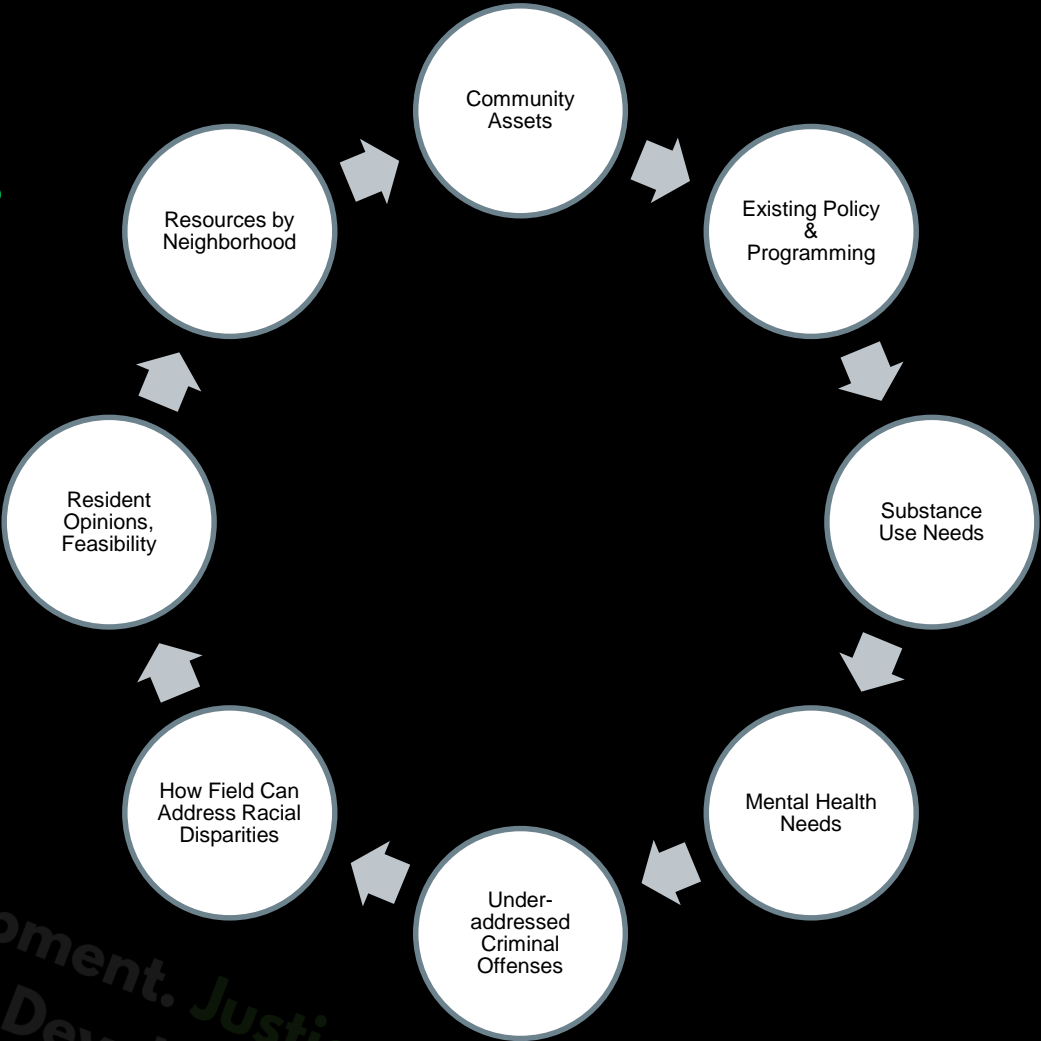 Community
Assets
Existing Policy
&
Programming
Substance
Use Needs
Mental Health
Needs
Under-
addressed
Criminal
Offenses
How Field Can
Address Racial
Disparities
Resident
Opinions,
Feasibility
Resources by
Neighborhood